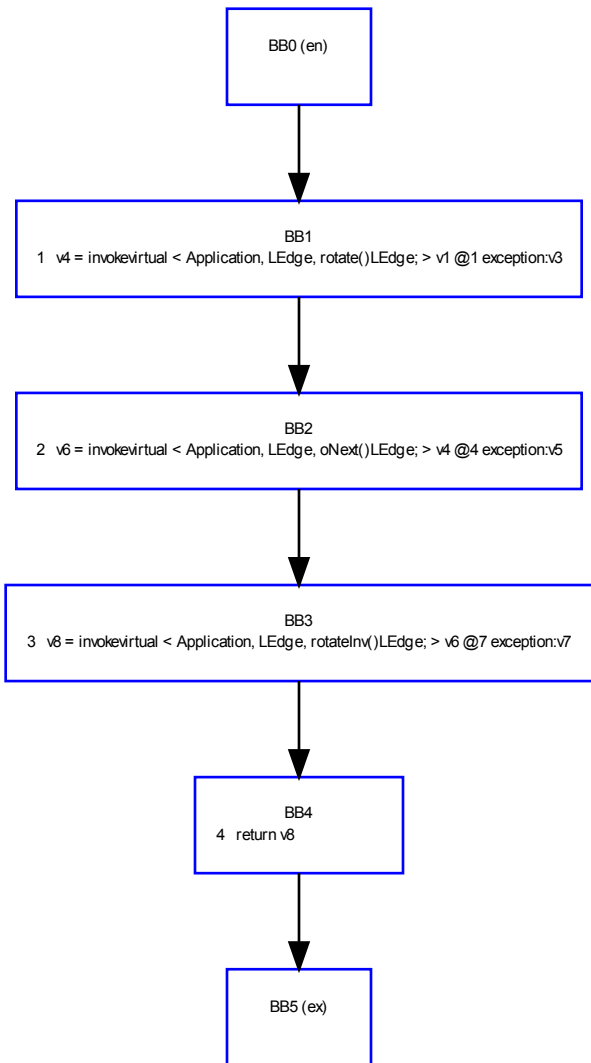 BB0 (en)
BB1
1 v4 = invokevirtual < Application, LEdge, rotate()LEdge; > v1 @1 exception:v3
BB2
2 v6 = invokevirtual < Application, LEdge, oNext()LEdge; > v4 @4 exception:v5
BB3
3 v8 = invokevirtual < Application, LEdge, rotateInv()LEdge; > v6 @7 exception:v7
BB4
4 return v8
BB5 (ex)